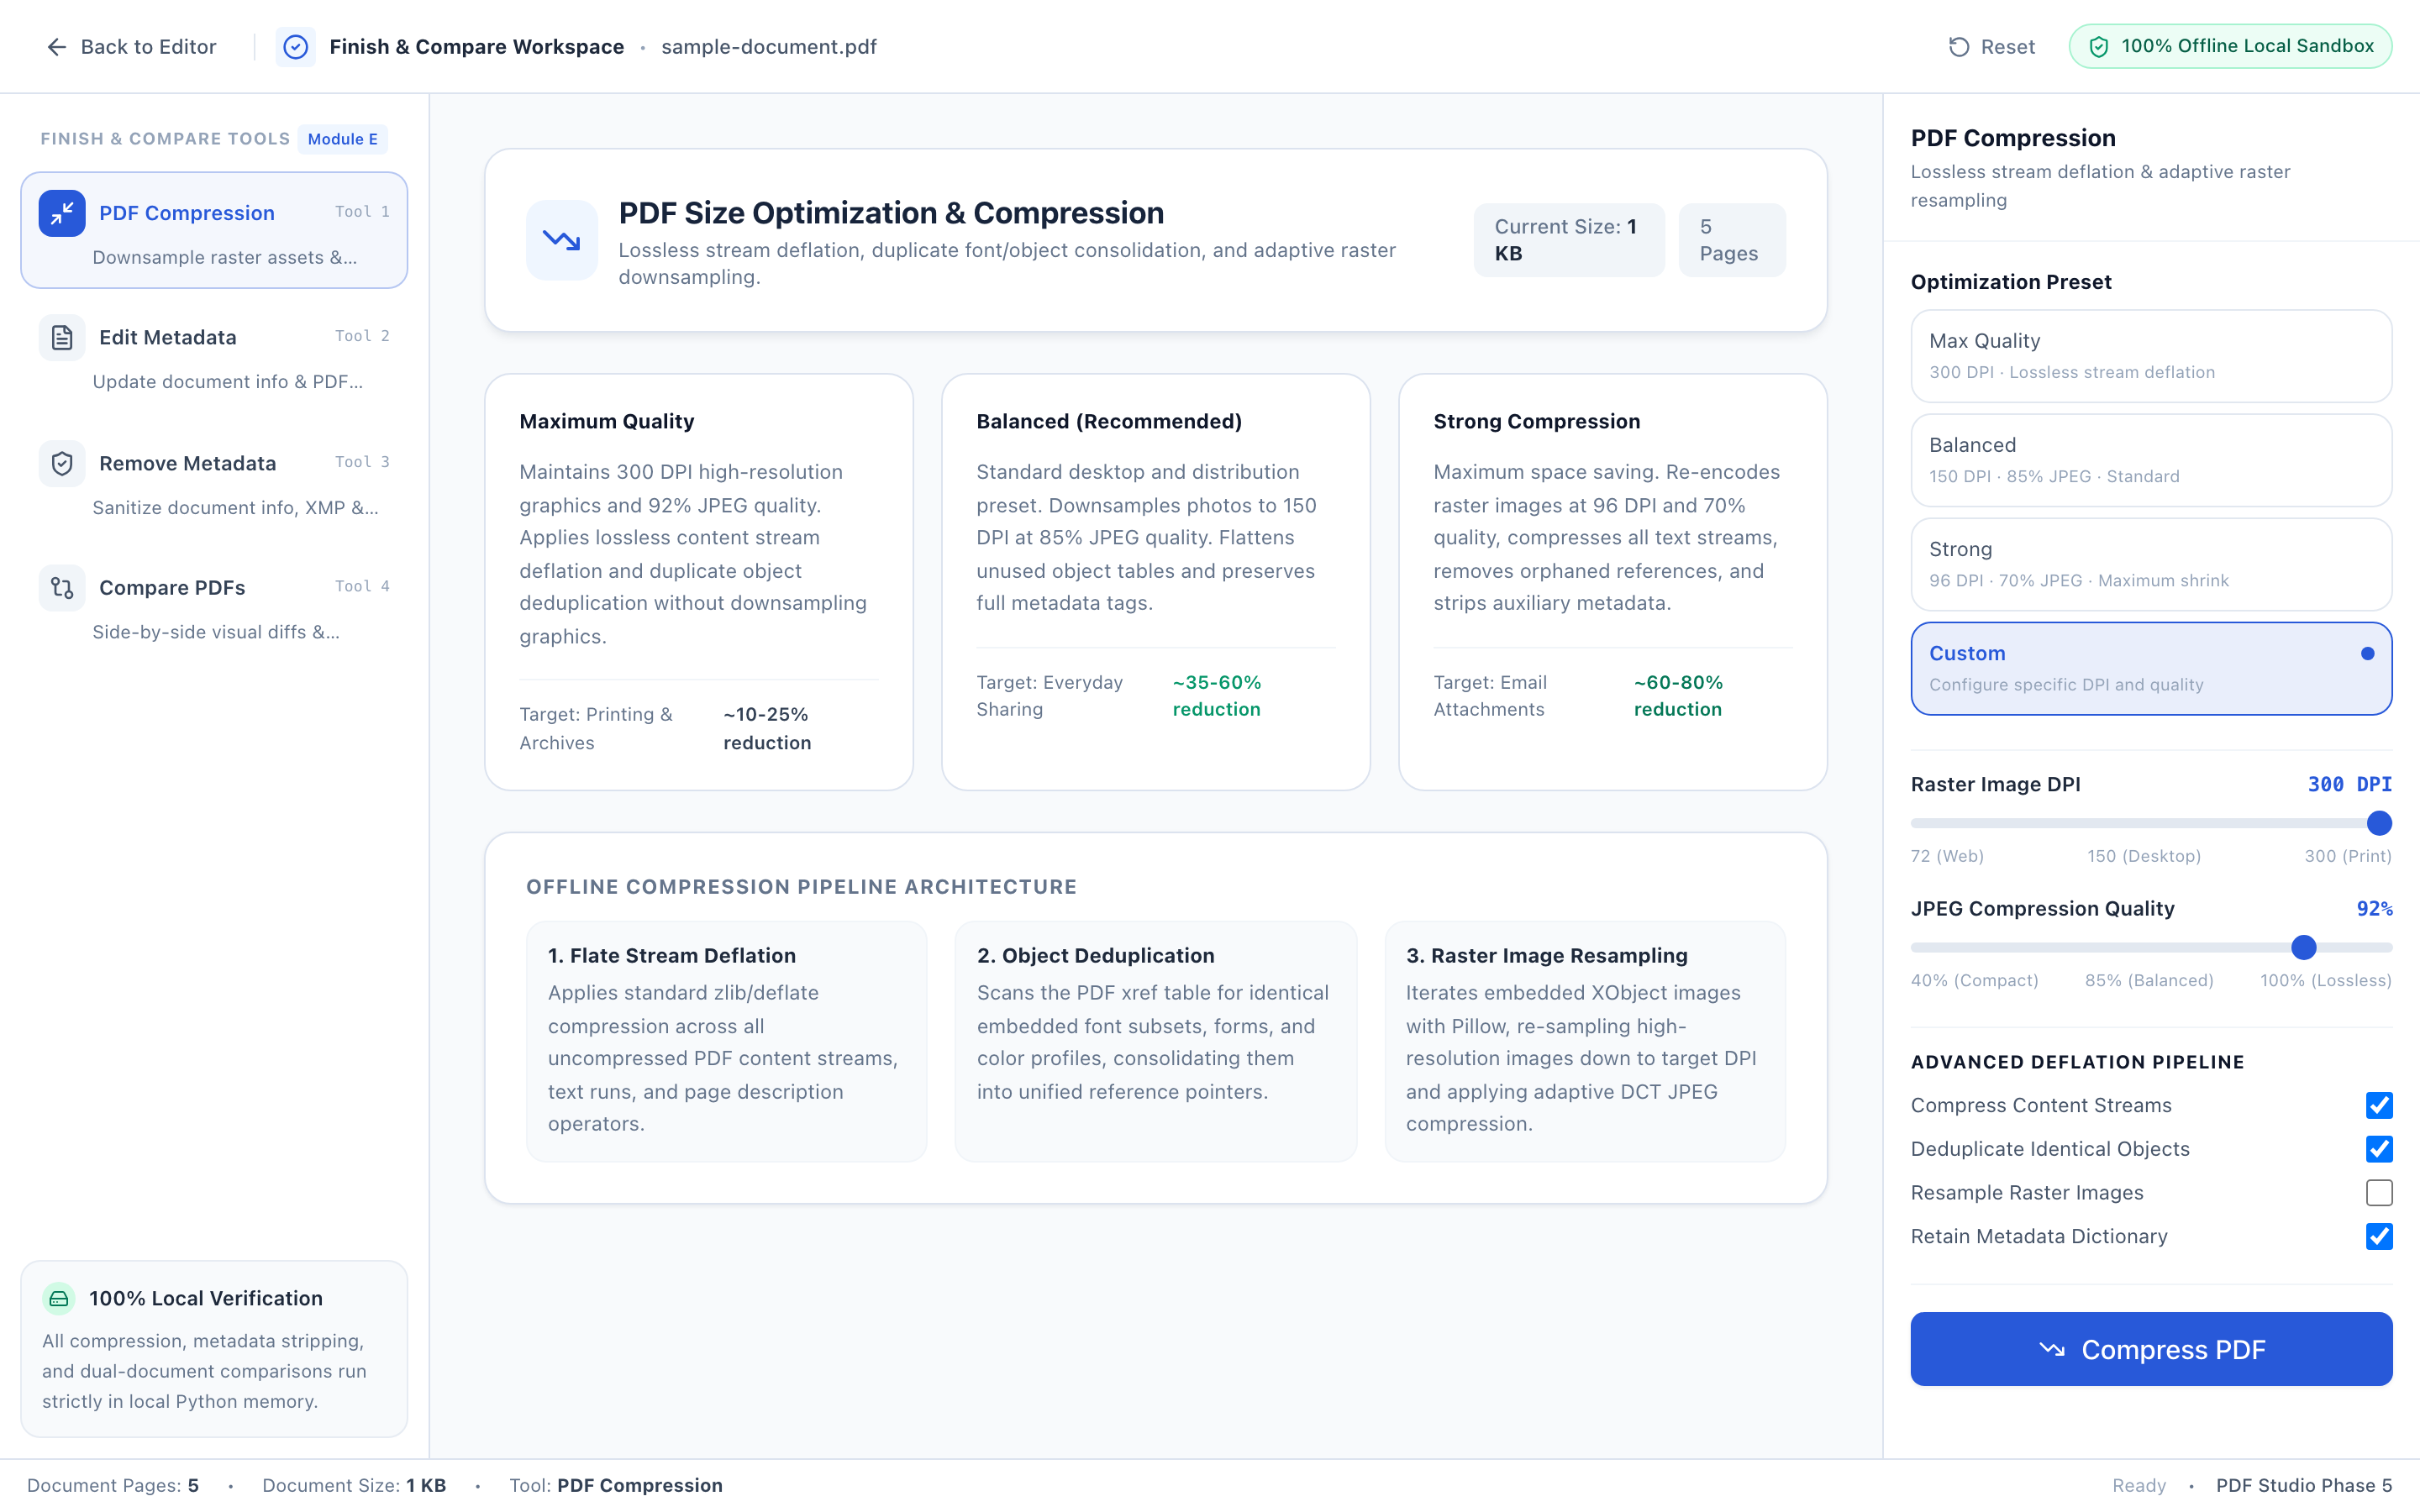 Back to Editor
Finish & Compare Workspace • sample-document.pdf
Reset
100% Offline Local Sandbox
FINISH & COMPARE TOOLS
Module E
PDF Compression
Tool 1
Downsample raster assets &...
Edit Metadata
Tool 2
Update document info & PDF...
Remove Metadata
Tool 3
Sanitize document info, XMP &...
Compare PDFs
Tool 4
Side-by-side visual diffs &...
100% Local Verification
All compression, metadata stripping,
and dual-document comparisons run
strictly in local Python memory.
PDF Size Optimization & Compression
Lossless stream deflation, duplicate font/object consolidation, and adaptive raster
downsampling.
Current Size: 1
KB
5
Pages
Maximum Quality
Maintains 300 DPI high-resolution
graphics and 92% JPEG quality.
Applies lossless content stream
deflation and duplicate object
deduplication without downsampling
graphics.
Target: Printing &
Archives
~10-25%
reduction
Balanced (Recommended)
Standard desktop and distribution
preset. Downsamples photos to 150
DPI at 85% JPEG quality. Flattens
unused object tables and preserves
full metadata tags.
Target: Everyday
Sharing
~35-60%
reduction
Strong Compression
Maximum space saving. Re-encodes
raster images at 96 DPI and 70%
quality, compresses all text streams,
removes orphaned references, and
strips auxiliary metadata.
Target: Email
Attachments
~60-80%
reduction
OFFLINE COMPRESSION PIPELINE ARCHITECTURE
1. Flate Stream Deflation
Applies standard zlib/deflate
compression across all
uncompressed PDF content streams,
text runs, and page description
operators.
2. Object Deduplication
Scans the PDF xref table for identical
embedded font subsets, forms, and
color profiles, consolidating them
into unified reference pointers.
3. Raster Image Resampling
Iterates embedded XObject images
with Pillow, re-sampling high-
resolution images down to target DPI
and applying adaptive DCT JPEG
compression.
PDF Compression
Lossless stream deflation & adaptive raster
resampling
Optimization Preset
Max Quality
300 DPI · Lossless stream deflation
Balanced
150 DPI · 85% JPEG · Standard
Strong
96 DPI · 70% JPEG · Maximum shrink
Custom
Configure specific DPI and quality
Raster Image DPI
300 DPI
72 (Web)
150 (Desktop)
300 (Print)
JPEG Compression Quality
92%
40% (Compact)
85% (Balanced)
100% (Lossless)
ADVANCED DEFLATION PIPELINE
Compress Content Streams
Deduplicate Identical Objects
Resample Raster Images
Retain Metadata Dictionary
Compress PDF
Document Pages: 5 • Document Size: 1 KB • Tool: PDF Compression
Ready • PDF Studio Phase 5